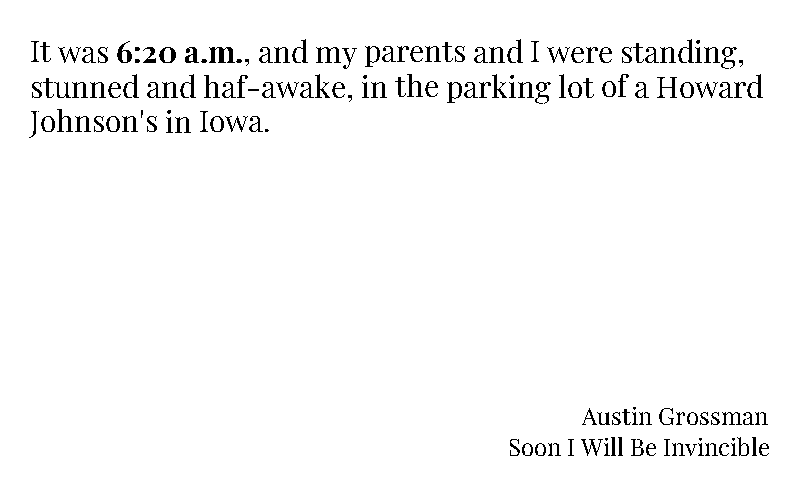 It was 6:20 a.m., and my parents and I were standing,
stunned and haf-awake, in the parking lot of a Howard
Johnson's in Iowa.
Austin Grossman
Soon I Will Be Invincible